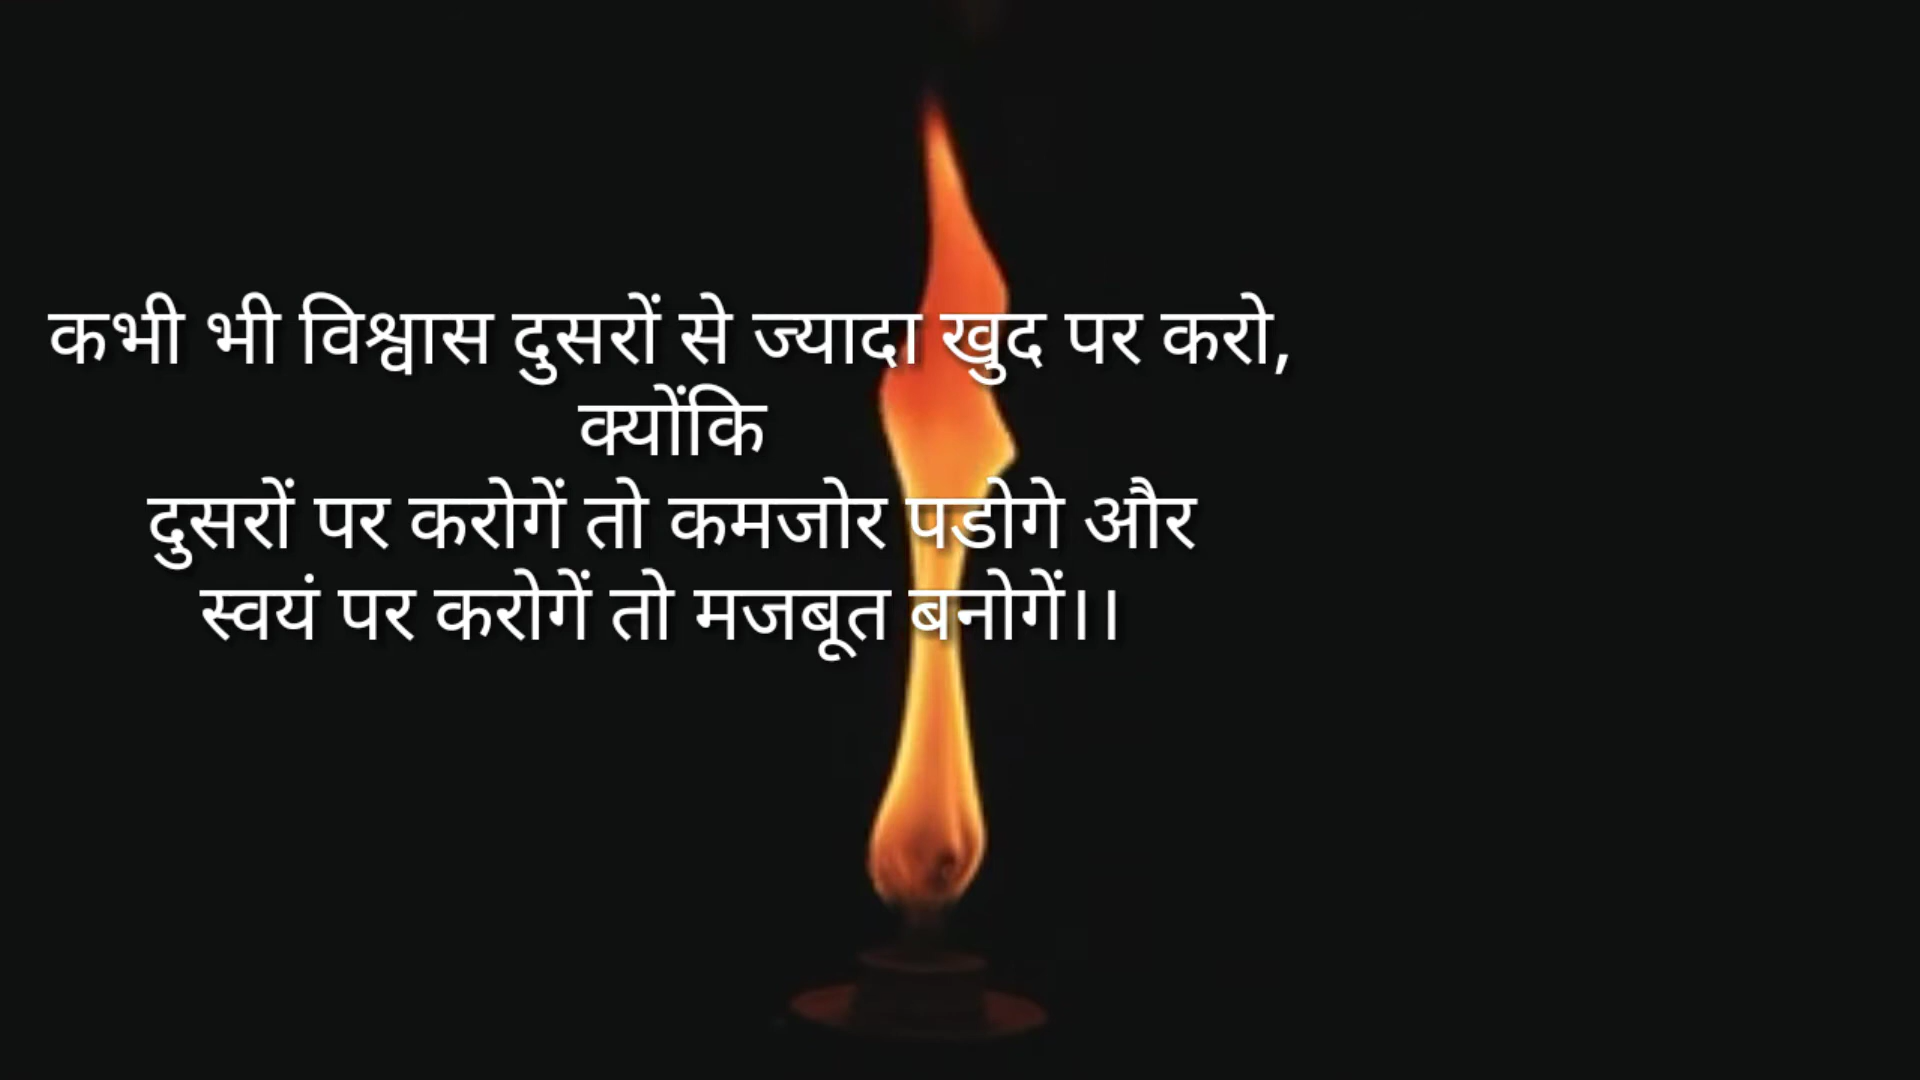 कभी भी विश्वास दुसरों से ज्यादा खुद पर करो,
क्योंकि
दुसरों पर करोगें तो कमजोर पडोगे और
स्वयं पर करोगें तो मजबूत बनोगें।।